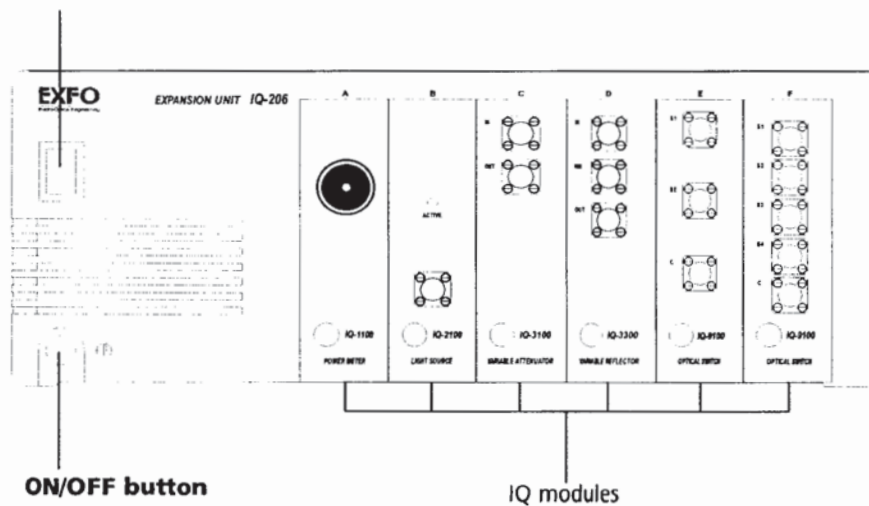 A B C D E F
EXFO
EXPANSION UNIT IQ-206
IN
OUT
IN
OUT
S1
S2
C
S1
S2
S3
S4
C
ACTIVE
IQ-1100
IQ-2100
IQ-3100
IQ-3300
IQ-9100
IQ-9100
POWER METER
LIGHT SOURCE
VARIABLE ATTENUATOR
VARIABLE REFLECTOR
OPTICAL SWITCH
OPTICAL SWITCH
ON/OFF button
IQ modules